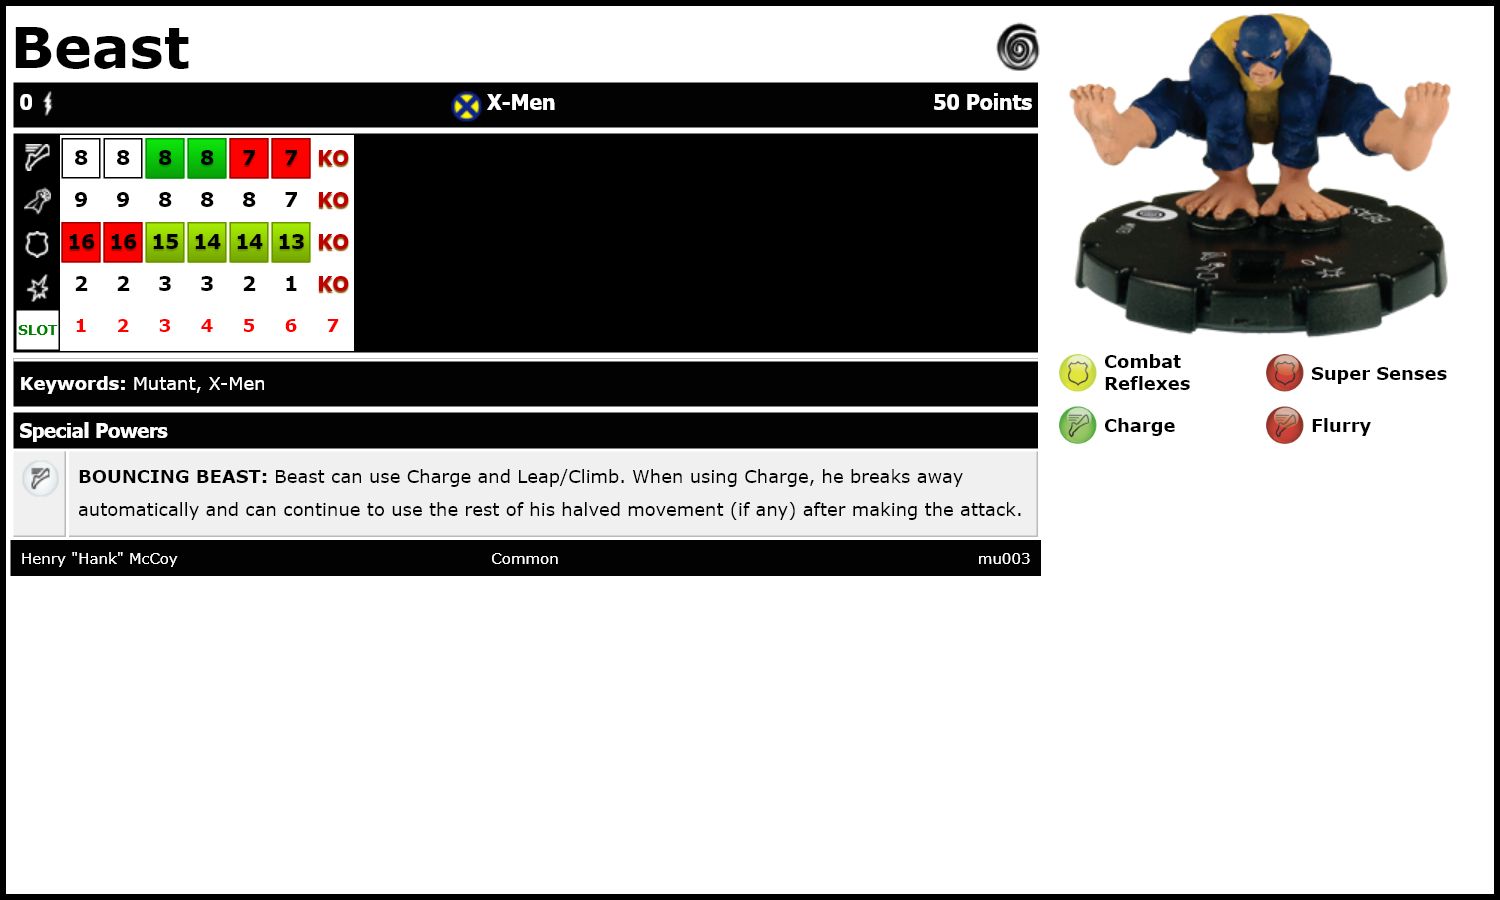 Beast
0 X-Men 50 Points
8 8 8 8 7 7 KO
9 9 8 8 8 7 KO
16 16 15 14 14 13 KO
2 2 3 3 2 1 KO
SLOT 1 2 3 4 5 6 7
Keywords: Mutant, X-Men
Special Powers
BOUNCING BEAST: Beast can use Charge and Leap/Climb. When using Charge, he breaks away
automatically and can continue to use the rest of his halved movement (if any) after making the attack.
Henry "Hank" McCoy Common mu003
BEAST
0
Combat
Reflexes
Super Senses
Charge
Flurry